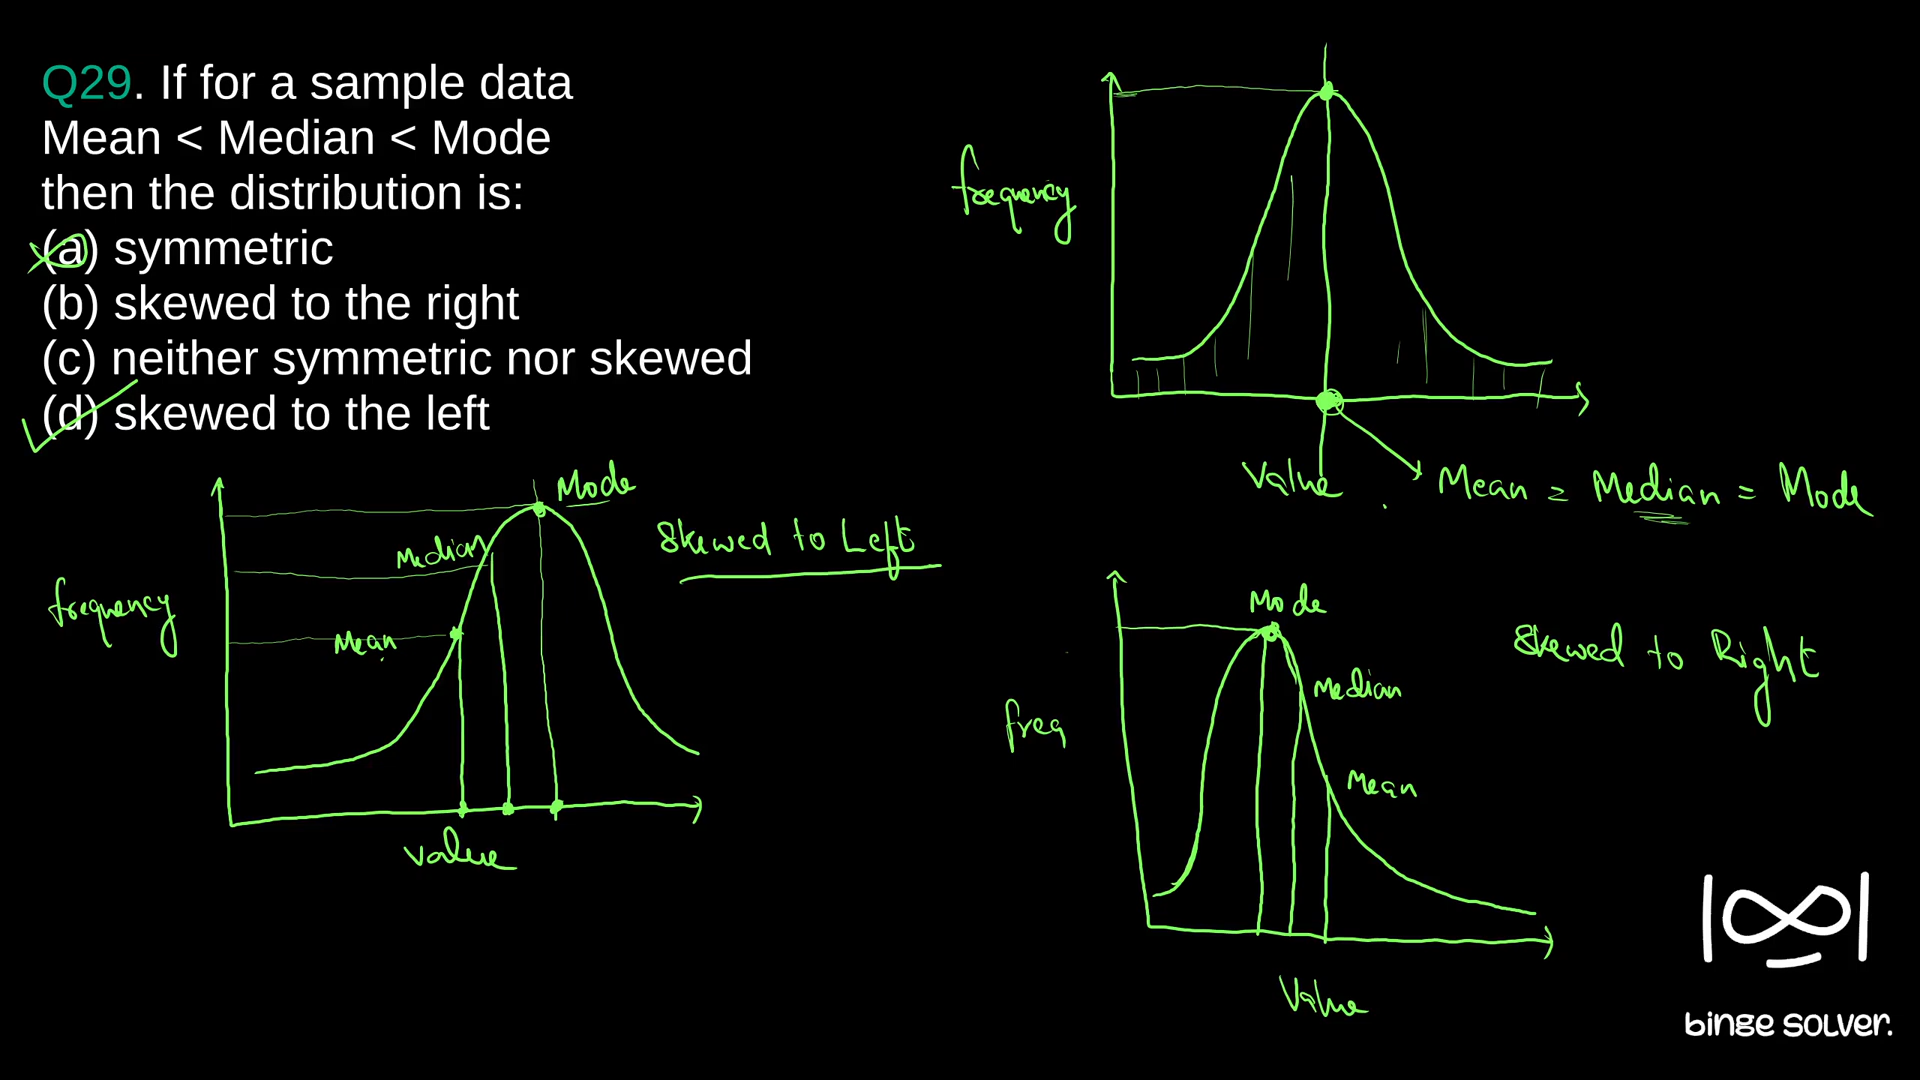 Q29. If for a sample data
Mean < Median < Mode
then the distribution is:
(a) symmetric
(b) skewed to the right
(c) neither symmetric nor skewed
(d) skewed to the left
frequency
Value
Mean = Median = Mode
Mode
Median
Mean
frequency
value
Skewed to Left
Mode
Median
Mean
freq
Value
Skewed to Right
binge solver.